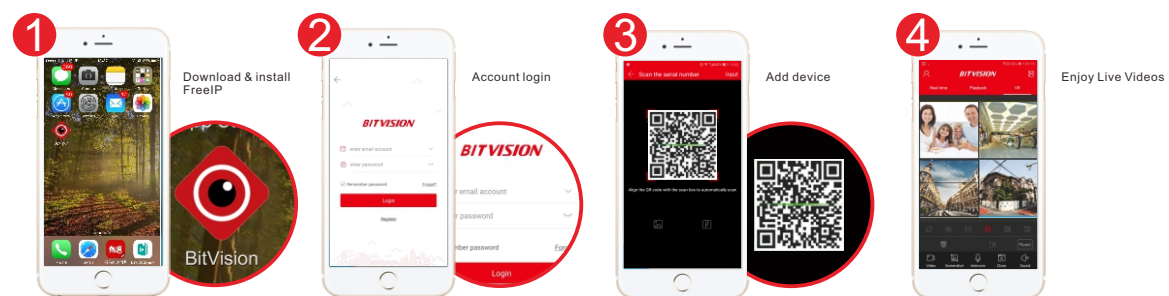 1
Download & install
FreeIP
BitVision
2
Account login
BITVISION
enter email account
enter password
Remember password
Forgot?
Login
Register
BITVISION
r email account
r password
mber password
Forg
Login
3
Add device
Scan the serial number
Input
Align the QR code with the scan box to automatically scan
4
Enjoy Live Videos
BITVISION
Real-time
Playback
VR
Video
Screenshot
Intercom
Close
Sound